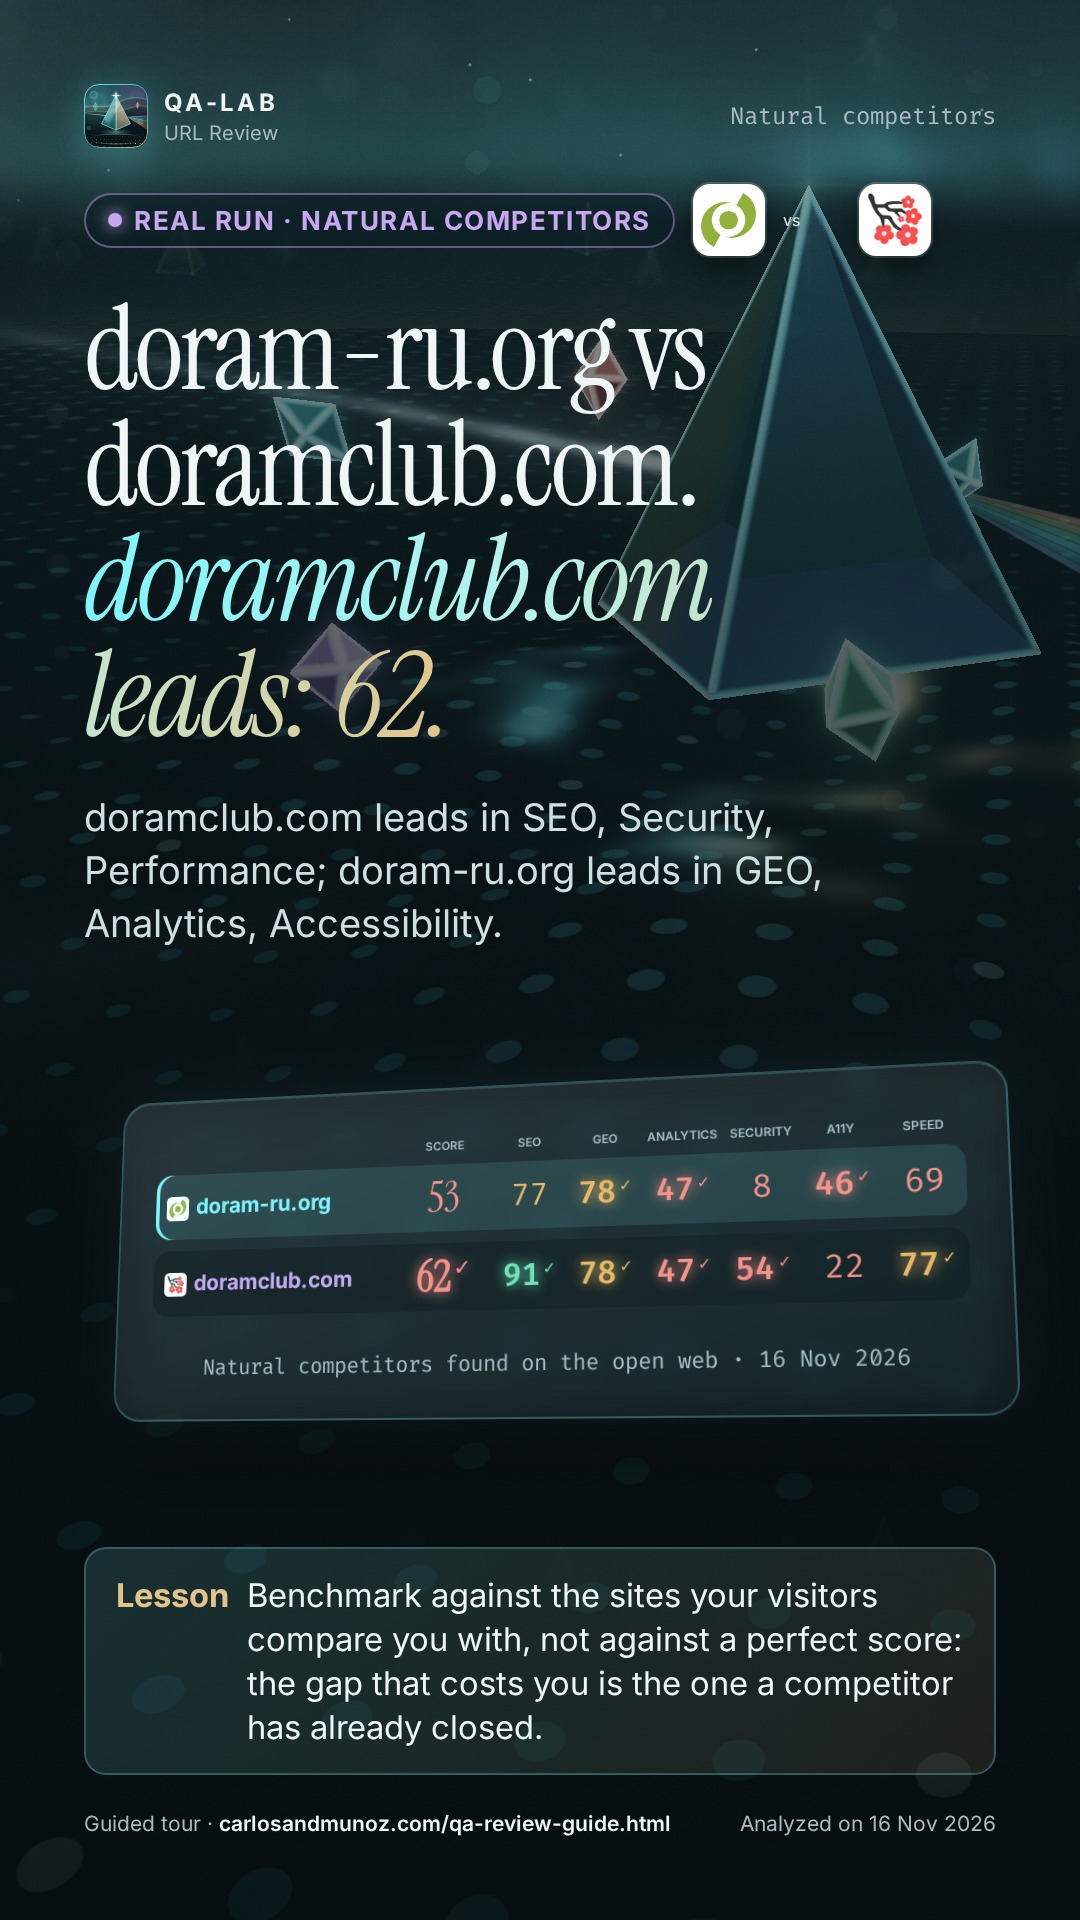 QA-LAB
URL Review
Natural competitors
REAL RUN · NATURAL COMPETITORS
vs
doram-ru.org vs
doramclub.com.
doramclub.com
leads: 62.
doramclub.com leads in SEO, Security,
Performance; doram-ru.org leads in GEO,
Analytics, Accessibility.
SCORE SEO GEO ANALYTICS SECURITY A11Y SPEED
doram-ru.org 53 77 78✓ 47✓ 8 46✓ 69
doramclub.com 62✓ 91✓ 78✓ 47✓ 54✓ 22 77✓
Natural competitors found on the open web · 16 Nov 2026
Lesson Benchmark against the sites your visitors
compare you with, not against a perfect score:
the gap that costs you is the one a competitor
has already closed.
Guided tour · carlosandmunoz.com/qa-review-guide.html
Analyzed on 16 Nov 2026